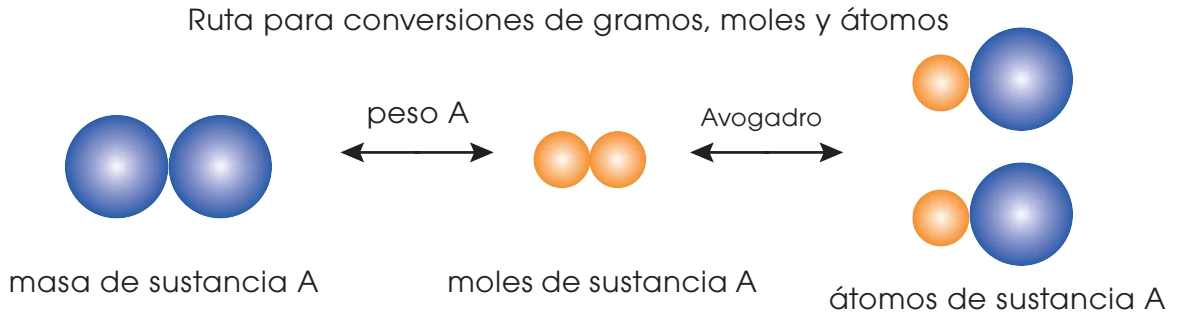 Ruta para conversiones de gramos, moles y átomos
peso A
Avogadro
masa de sustancia A
moles de sustancia A
átomos de sustancia A